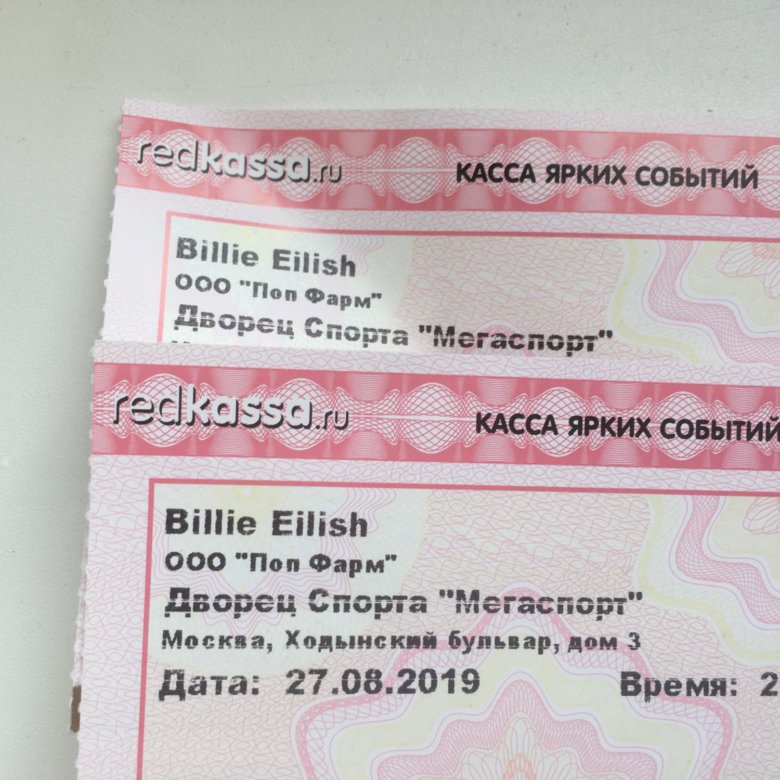 redkassa.ru КАССА ЯРКИХ СОБЫТИЙ
Billie Eilish
ООО "Поп Фарм"
Дворец Спорта "Мегаспорт"
redkassa.ru КАССА ЯРКИХ СОБЫТИЙ
Billie Eilish
ООО "Поп Фарм"
Дворец Спорта "Мегаспорт"
Москва, Ходынский бульвар, дом 3
Дата: 27.08.2019 Время: 2